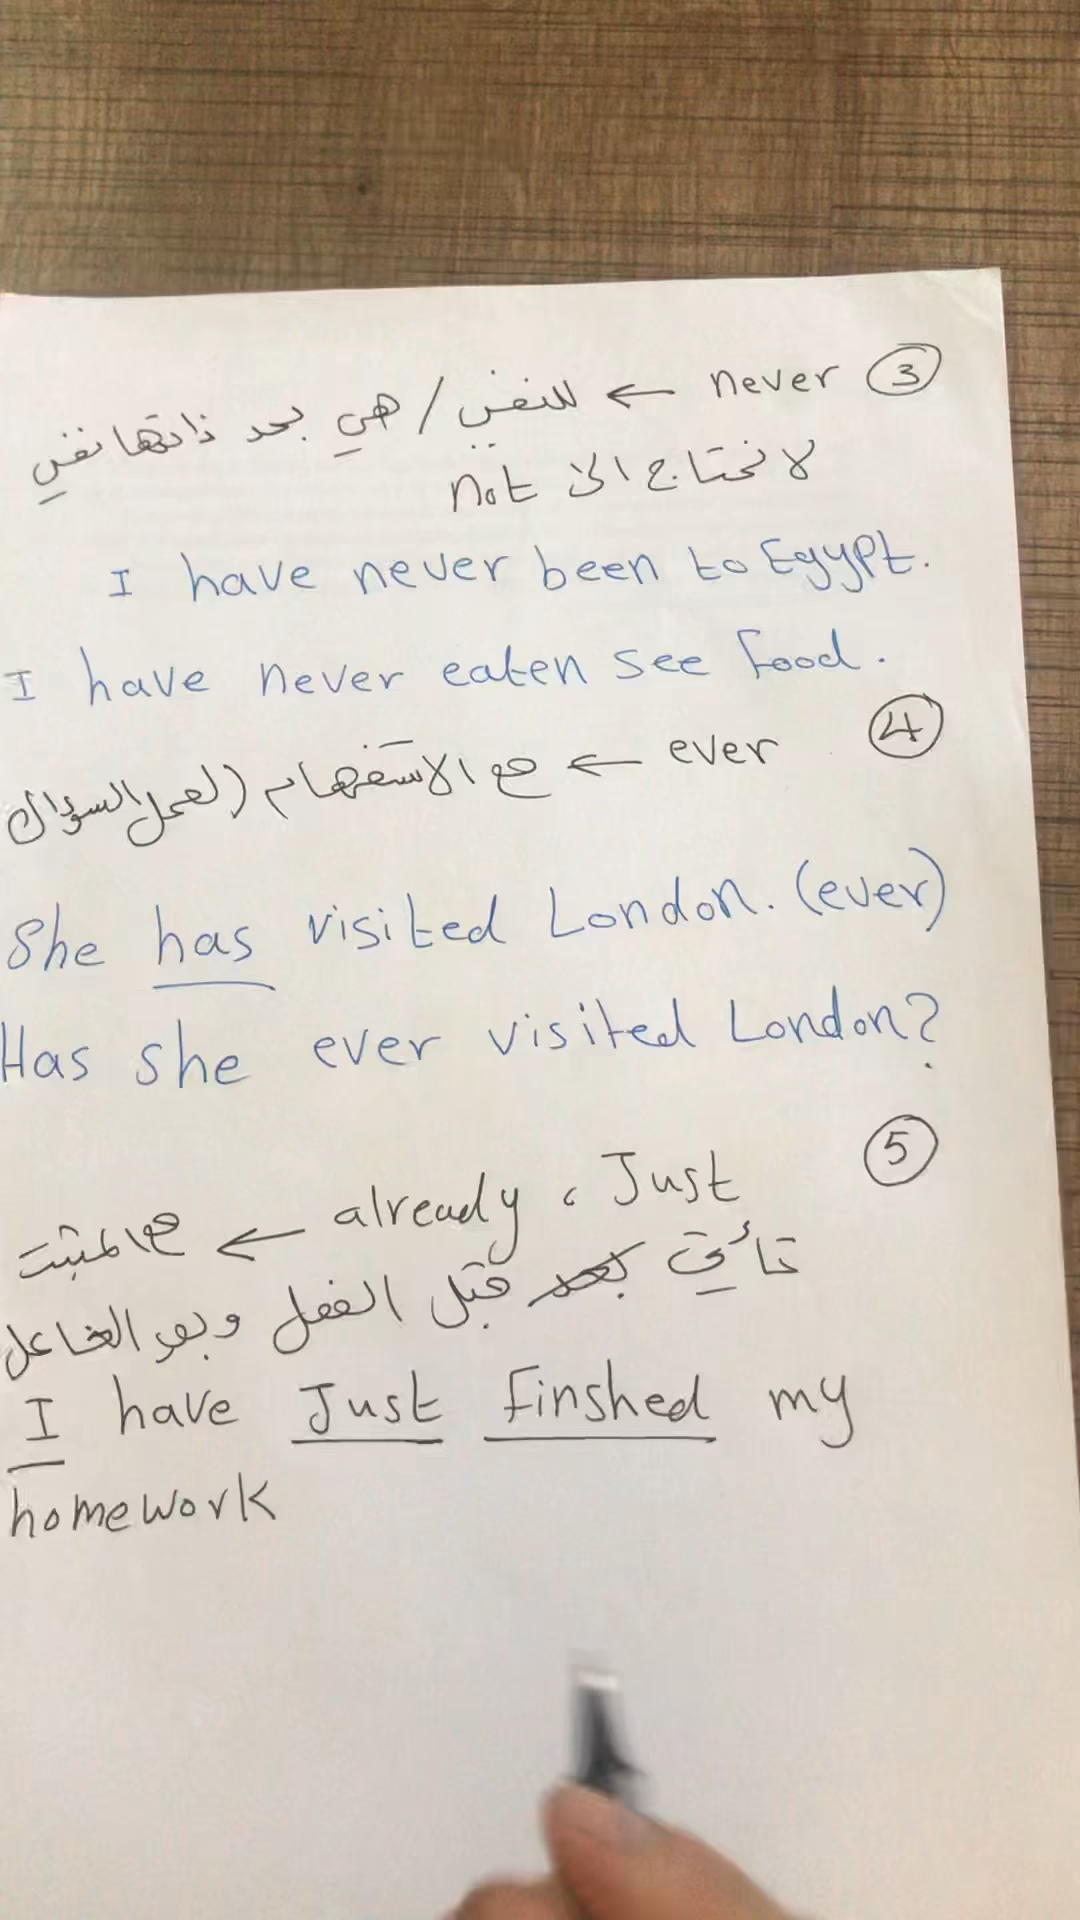 ③ never ← للنفي / هي بحد ذاتها نفي
لا نحتاج الى not
I have never been to Egypt.
I have never eaten see food.
④ ever ← مع الاستفهام (لعمل السؤال
She has visited London. (ever)
Has she ever visited London?
⑤
Just ، already ← مع المثبت
تأتي بعد قبل الفعل وبعد الفاعل
I have Just finshed my
homework